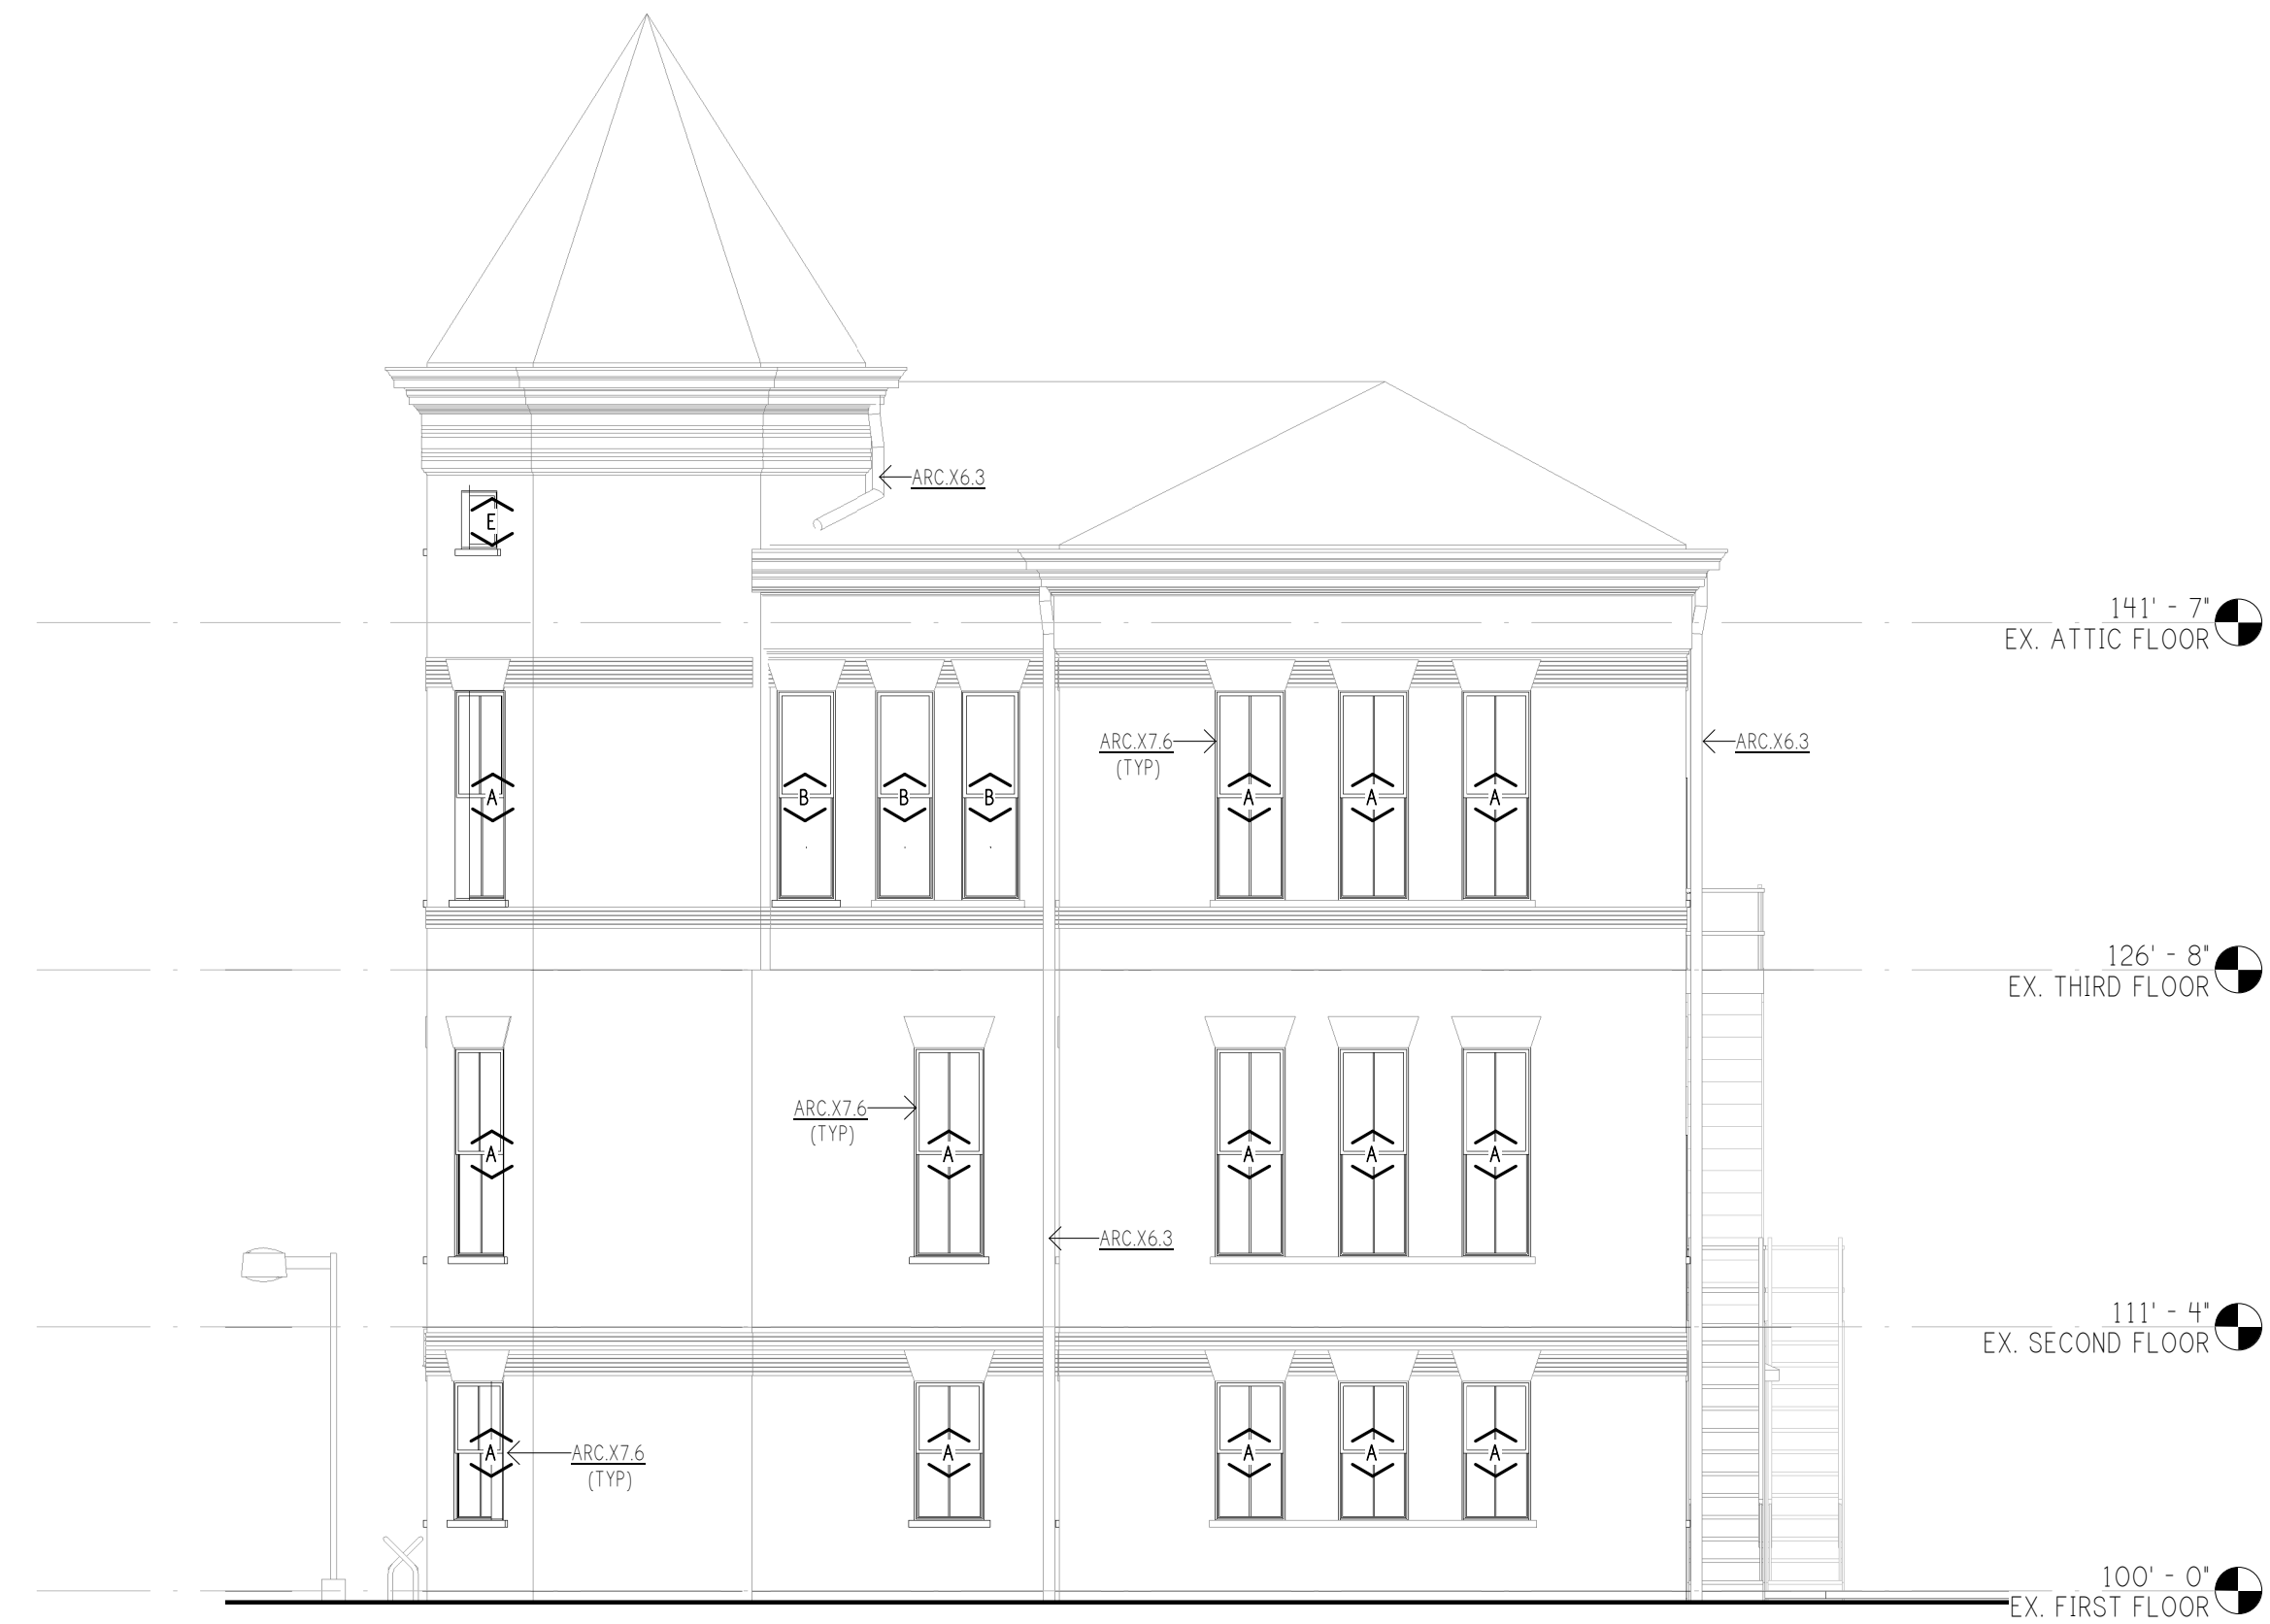 ARC.X6.3
E
141' - 7"
EX. ATTIC FLOOR
ARC.X7.6
(TYP)
ARC.X6.3
A
B
B
B
A
A
A
126' - 8"
EX. THIRD FLOOR
ARC.X7.6
(TYP)
A
A
A
A
A
ARC.X6.3
111' - 4"
EX. SECOND FLOOR
A
ARC.X7.6
(TYP)
A
A
A
A
100' - 0"
EX. FIRST FLOOR